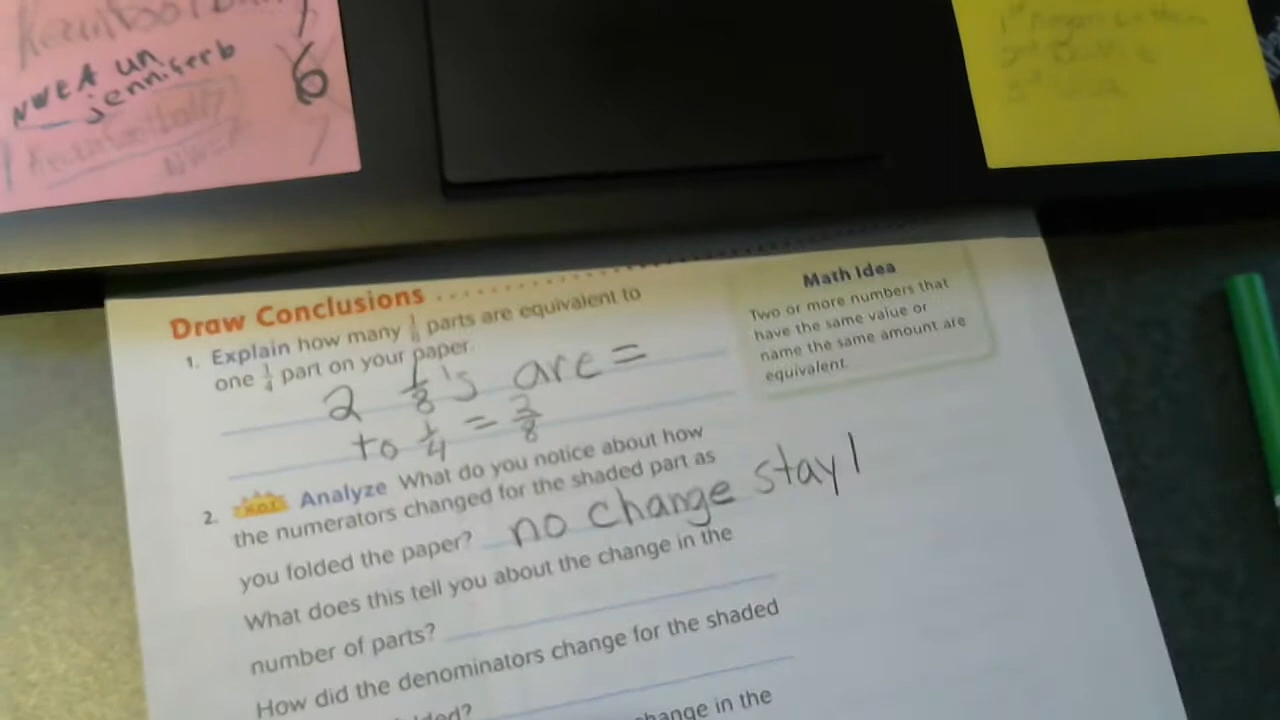 NWEA un
jenniferb
6
Draw Conclusions
1. Explain how many 1/8 parts are equivalent to
one 1/4 part on your paper.
2 1/8's are =
to 1/4 = 2/8
Math Idea
Two or more numbers that
have the same value or
name the same amount are
equivalent.
2. H.O.T. Analyze What do you notice about how
the numerators changed for the shaded part as
you folded the paper? no change stay 1
What does this tell you about the change in the
number of parts?
How did the denominators change for the shaded
change in the